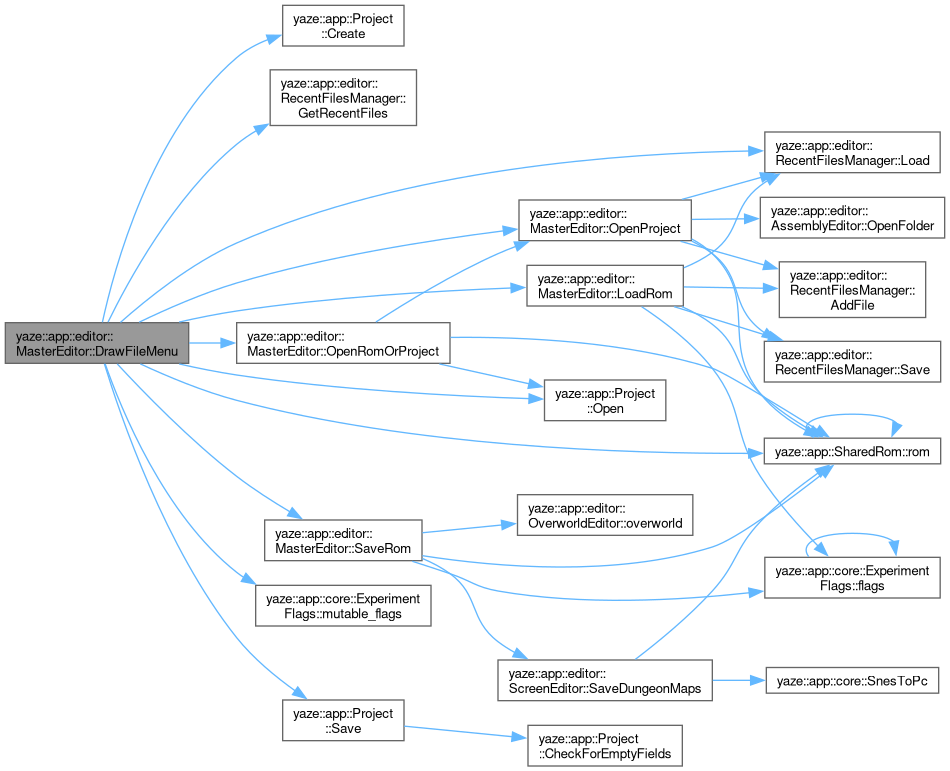 yaze::app::Project
::Create
yaze::app::editor::
RecentFilesManager::
GetRecentFiles
yaze::app::editor::
RecentFilesManager::Load
yaze::app::editor::
MasterEditor::OpenProject
yaze::app::editor::
AssemblyEditor::OpenFolder
yaze::app::editor::
MasterEditor::LoadRom
yaze::app::editor::
RecentFilesManager::
AddFile
yaze::app::editor::
MasterEditor::DrawFileMenu
yaze::app::editor::
MasterEditor::OpenRomOrProject
yaze::app::editor::
RecentFilesManager::Save
yaze::app::Project
::Open
yaze::app::SharedRom::rom
yaze::app::editor::
OverworldEditor::overworld
yaze::app::editor::
MasterEditor::SaveRom
yaze::app::core::Experiment
Flags::flags
yaze::app::core::Experiment
Flags::mutable_flags
yaze::app::editor::
ScreenEditor::SaveDungeonMaps
yaze::app::core::SnesToPc
yaze::app::Project
::Save
yaze::app::Project
::CheckForEmptyFields